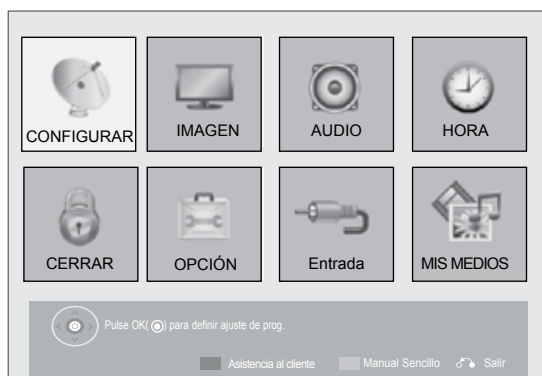 CONFIGURAR IMAGEN AUDIO HORA
CERRAR OPCIÓN Entrada MIS MEDIOS
Pulse OK( ) para definir ajuste de prog.
Asistencia al cliente Manual Sencillo Salir